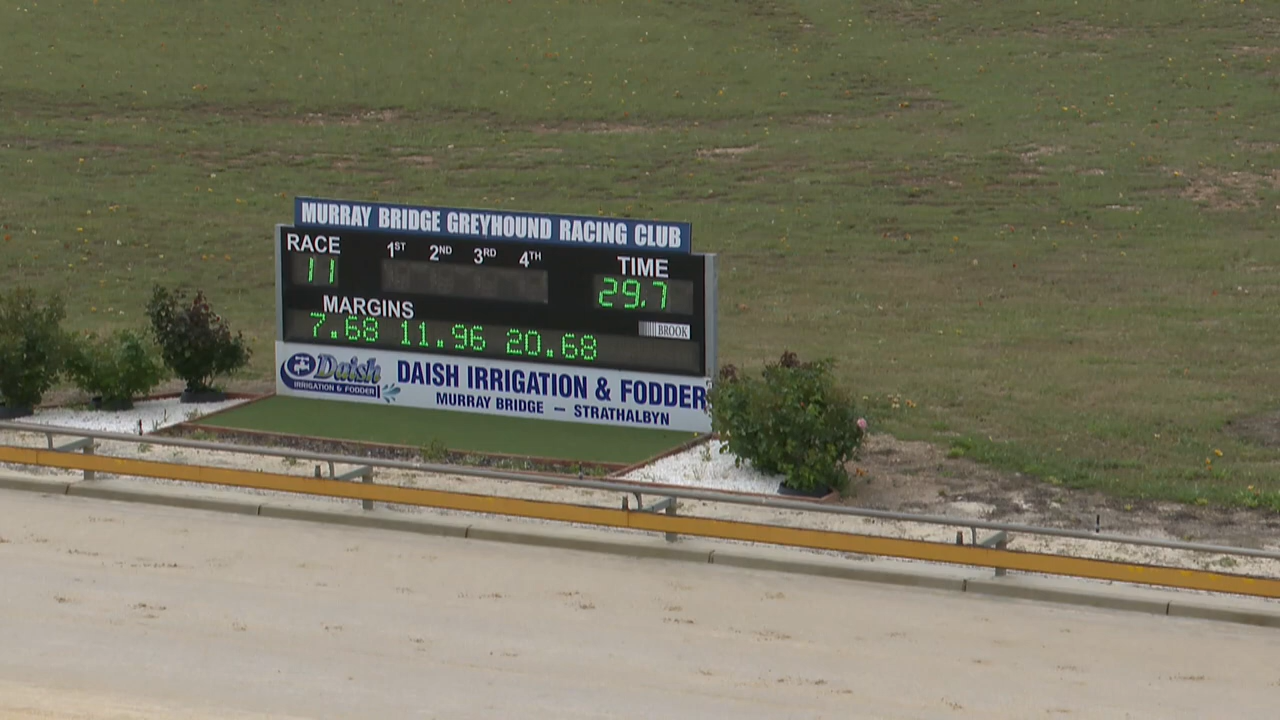 MURRAY BRIDGE GREYHOUND RACING CLUB
RACE 1ST 2ND 3RD 4TH TIME
11 29.7
MARGINS
7.68 11.96 20.68
BROOK
Daish
IRRIGATION & FODDER
DAISH IRRIGATION & FODDER
MURRAY BRIDGE – STRATHALBYN